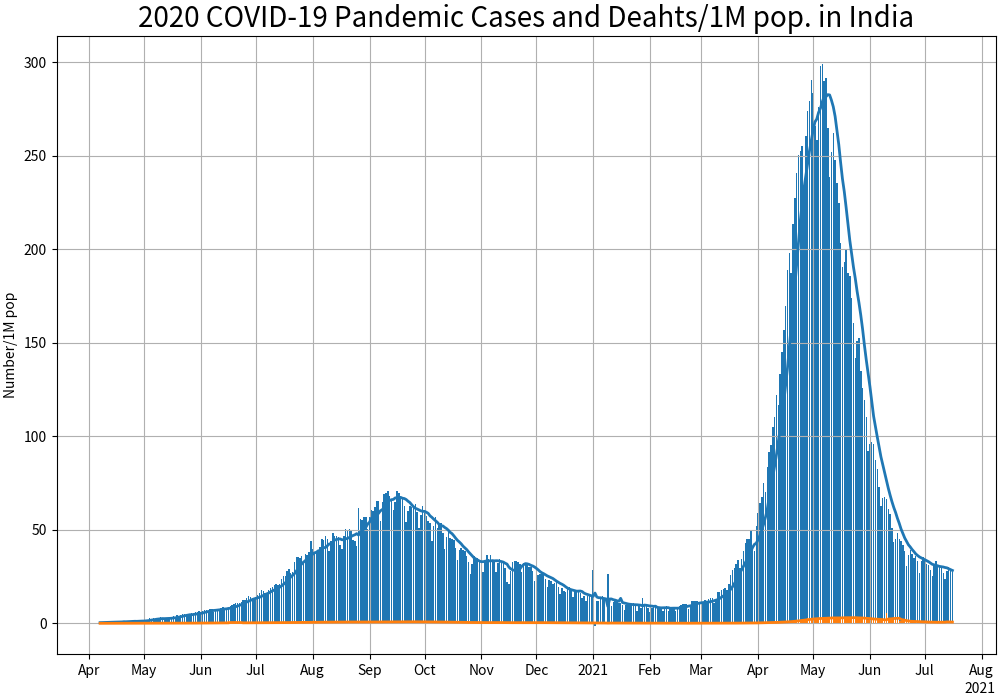 2020 COVID-19 Pandemic Cases and Deahts/1M pop. in India
Number/1M pop
300
250
200
150
100
50
0
Apr May Jun Jul Aug Sep Oct Nov Dec 2021 Feb Mar Apr May Jun Jul Aug
2021